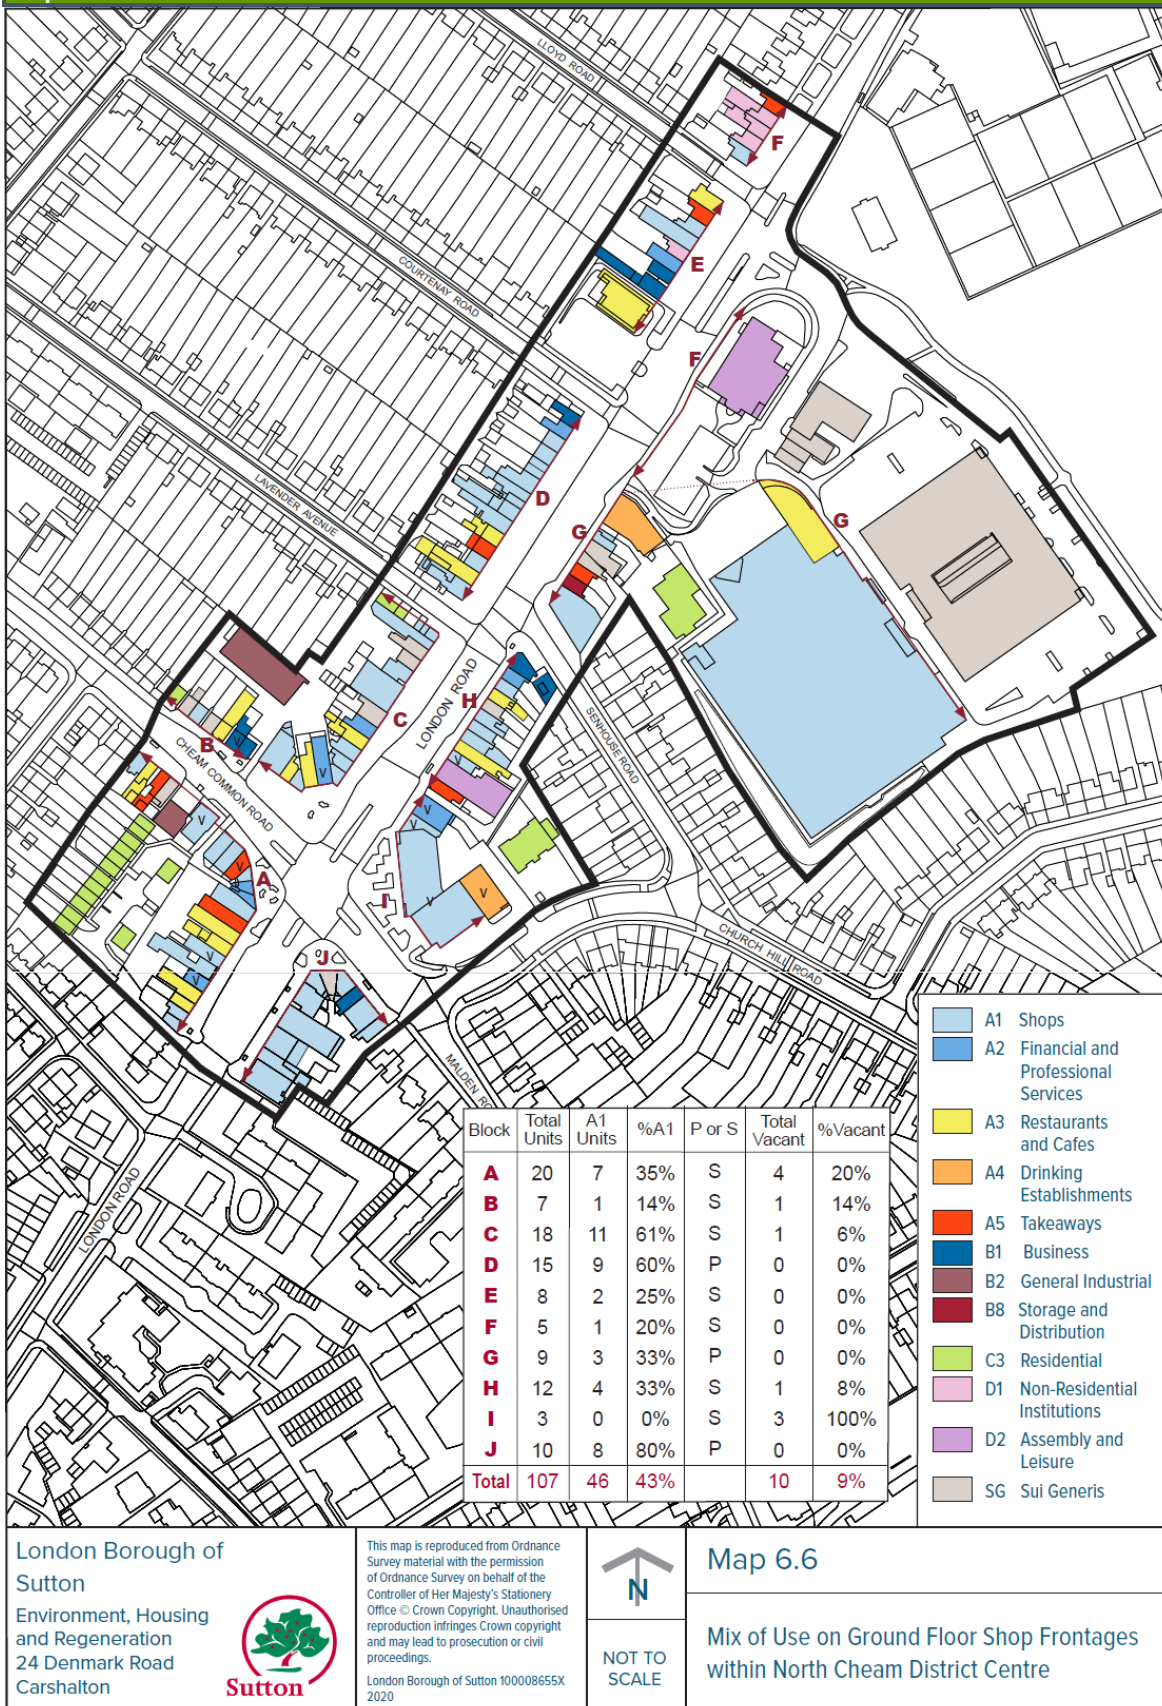 LLOYD ROAD
F
E
COURTENAY ROAD
F
D
G
G
LAVENDER AVENUE
C
LONDON ROAD
H
SENHOUSE ROAD
B
V
CHEAM COMMON ROAD
V
V
V
V
V
V
A
I
V
V
V
J
CHURCH HILL ROAD
MALDEN RO
LONDON ROAD
A1 Shops
A2 Financial and
Professional
Services
A3 Restaurants
and Cafes
A4 Drinking
Establishments
A5 Takeaways
B1 Business
B2 General Industrial
B8 Storage and
Distribution
C3 Residential
D1 Non-Residential
Institutions
D2 Assembly and
Leisure
SG Sui Generis
Block Total Units A1 Units %A1 P or S Total Vacant %Vacant
A 20 7 35% S 4 20%
B 7 1 14% S 1 14%
C 18 11 61% S 1 6%
D 15 9 60% P 0 0%
E 8 2 25% S 0 0%
F 5 1 20% S 0 0%
G 9 3 33% P 0 0%
H 12 4 33% S 1 8%
I 3 0 0% S 3 100%
J 10 8 80% P 0 0%
Total 107 46 43% 10 9%
London Borough of
Sutton
Environment, Housing
and Regeneration
24 Denmark Road
Carshalton
Sutton
This map is reproduced from Ordnance
Survey material with the permission
of Ordnance Survey on behalf of the
Controller of Her Majesty's Stationery
Office © Crown Copyright. Unauthorised
reproduction infringes Crown copyright
and may lead to prosecution or civil
proceedings.
London Borough of Sutton 100008655X
2020
N
NOT TO
SCALE
Map 6.6
Mix of Use on Ground Floor Shop Frontages
within North Cheam District Centre